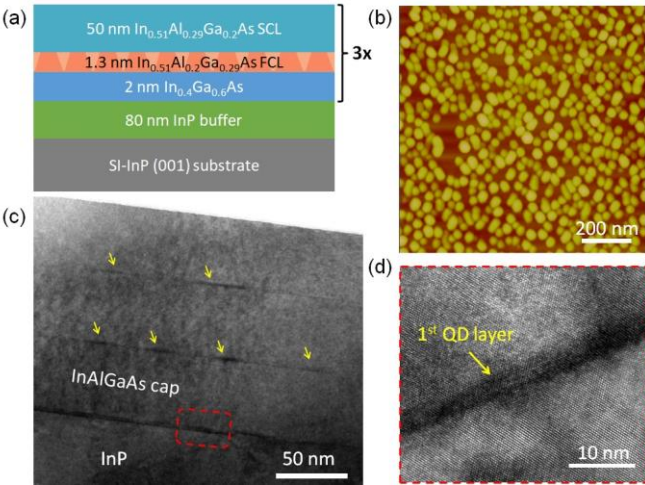 (a)
50 nm In0.51Al0.29Ga0.2As SCL
1.3 nm In0.51Al0.2Ga0.29As FCL
2 nm In0.4Ga0.6As
80 nm InP buffer
SI-InP (001) substrate
3x
(b)
200 nm
(c)
InAlGaAs cap
InP
50 nm
(d)
1st QD layer
10 nm